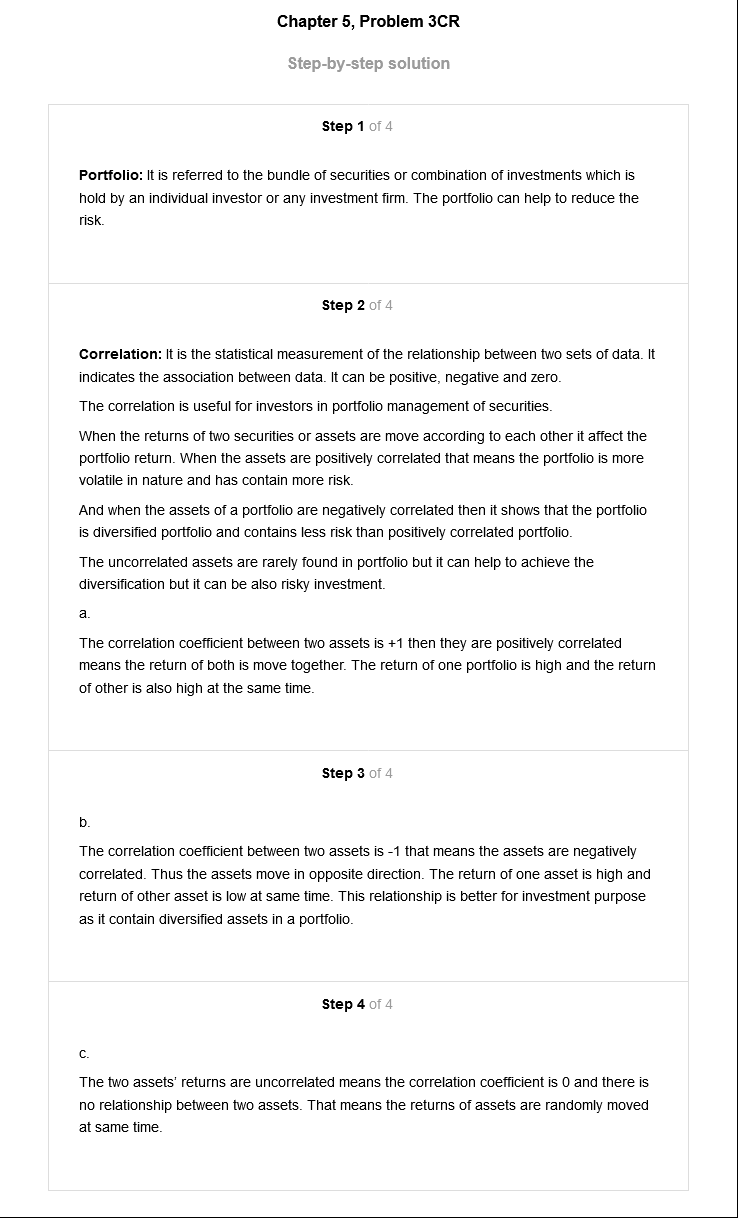 Chapter 5, Problem 3CR
Step-by-step solution
Step 1 of 4
Portfolio: It is referred to the bundle of securities or combination of investments which is
hold by an individual investor or any investment firm. The portfolio can help to reduce the
risk.
Step 2 of 4
Correlation: It is the statistical measurement of the relationship between two sets of data. It
indicates the association between data. It can be positive, negative and zero.
The correlation is useful for investors in portfolio management of securities.
When the returns of two securities or assets are move according to each other it affect the
portfolio return. When the assets are positively correlated that means the portfolio is more
volatile in nature and has contain more risk.
And when the assets of a portfolio are negatively correlated then it shows that the portfolio
is diversified portfolio and contains less risk than positively correlated portfolio.
The uncorrelated assets are rarely found in portfolio but it can help to achieve the
diversification but it can be also risky investment.
a.
The correlation coefficient between two assets is +1 then they are positively correlated
means the return of both is move together. The return of one portfolio is high and the return
of other is also high at the same time.
Step 3 of 4
b.
The correlation coefficient between two assets is -1 that means the assets are negatively
correlated. Thus the assets move in opposite direction. The return of one asset is high and
return of other asset is low at same time. This relationship is better for investment purpose
as it contain diversified assets in a portfolio.
Step 4 of 4
c.
The two assets’ returns are uncorrelated means the correlation coefficient is 0 and there is
no relationship between two assets. That means the returns of assets are randomly moved
at same time.